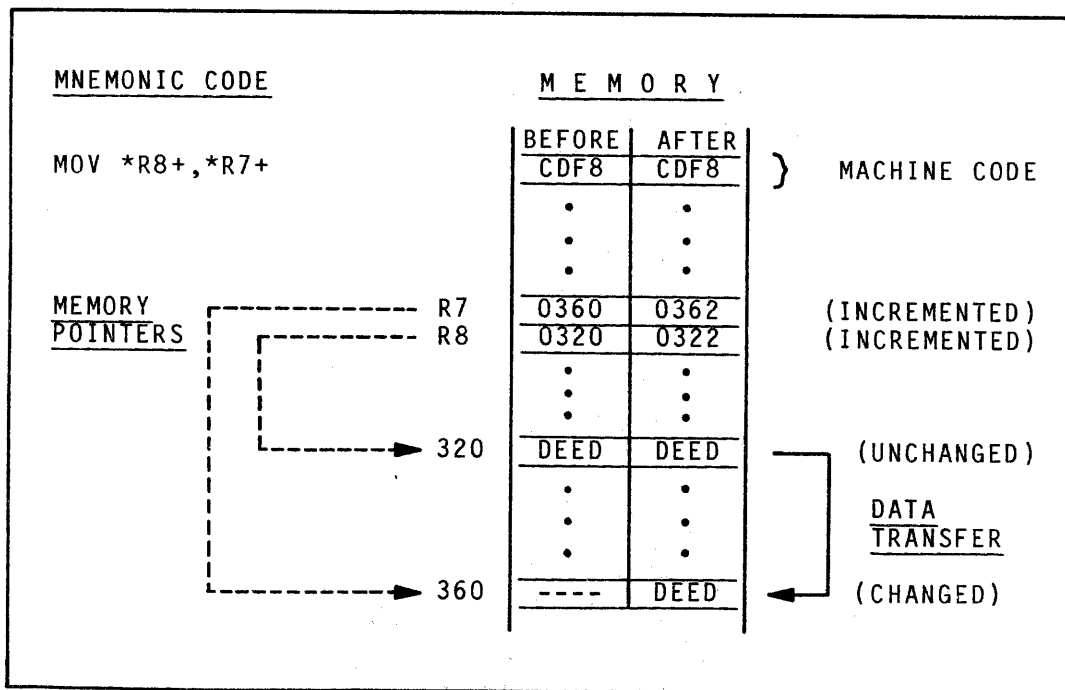 MNEMONIC CODE
M E M O R Y
BEFORE AFTER
MOV *R8+,*R7+ CDF8 CDF8 } MACHINE CODE
MEMORY POINTERS
R7 0360 0362 (INCREMENTED)
R8 0320 0322 (INCREMENTED)
320 DEED DEED (UNCHANGED)
DATA
TRANSFER
360 ---- DEED (CHANGED)